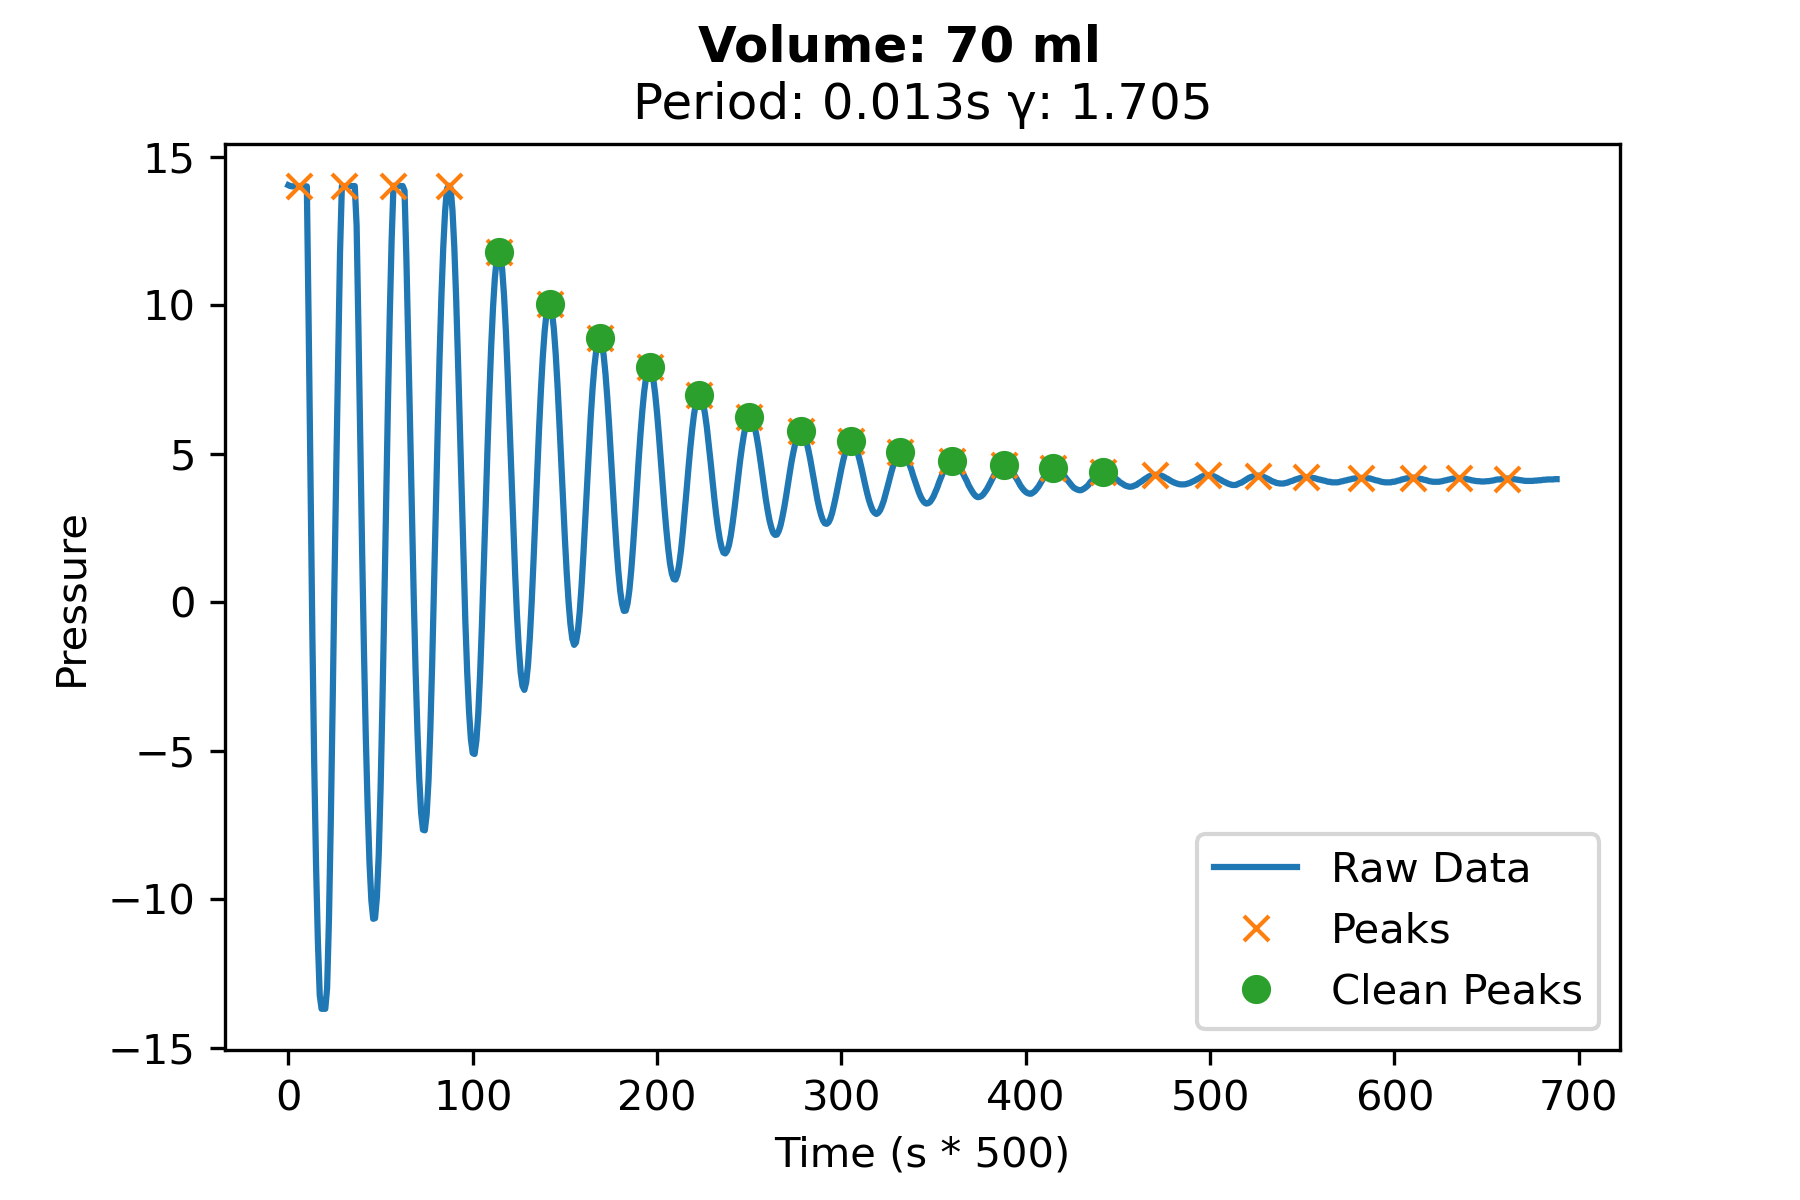 Volume: 70 ml
Period: 0.013s γ: 1.705
15
10
5
0
−5
−10
−15
Pressure
0
100
200
300
400
500
600
700
Time (s * 500)
Raw Data
Peaks
Clean Peaks